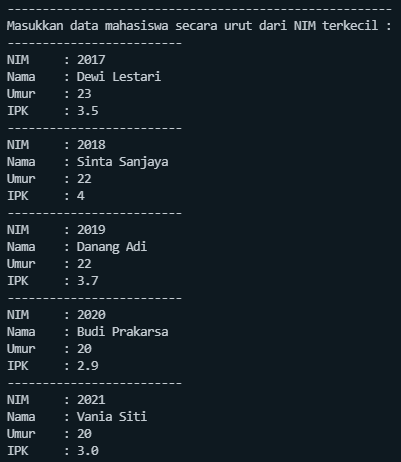 -------------------------------------------------------
Masukkan data mahasiswa secara urut dari NIM terkecil :
-------------------------
NIM     : 2017
Nama    : Dewi Lestari
Umur    : 23
IPK     : 3.5
-------------------------
NIM     : 2018
Nama    : Sinta Sanjaya
Umur    : 22
IPK     : 4
-------------------------
NIM     : 2019
Nama    : Danang Adi
Umur    : 22
IPK     : 3.7
-------------------------
NIM     : 2020
Nama    : Budi Prakarsa
Umur    : 20
IPK     : 2.9
-------------------------
NIM     : 2021
Nama    : Vania Siti
Umur    : 20
IPK     : 3.0